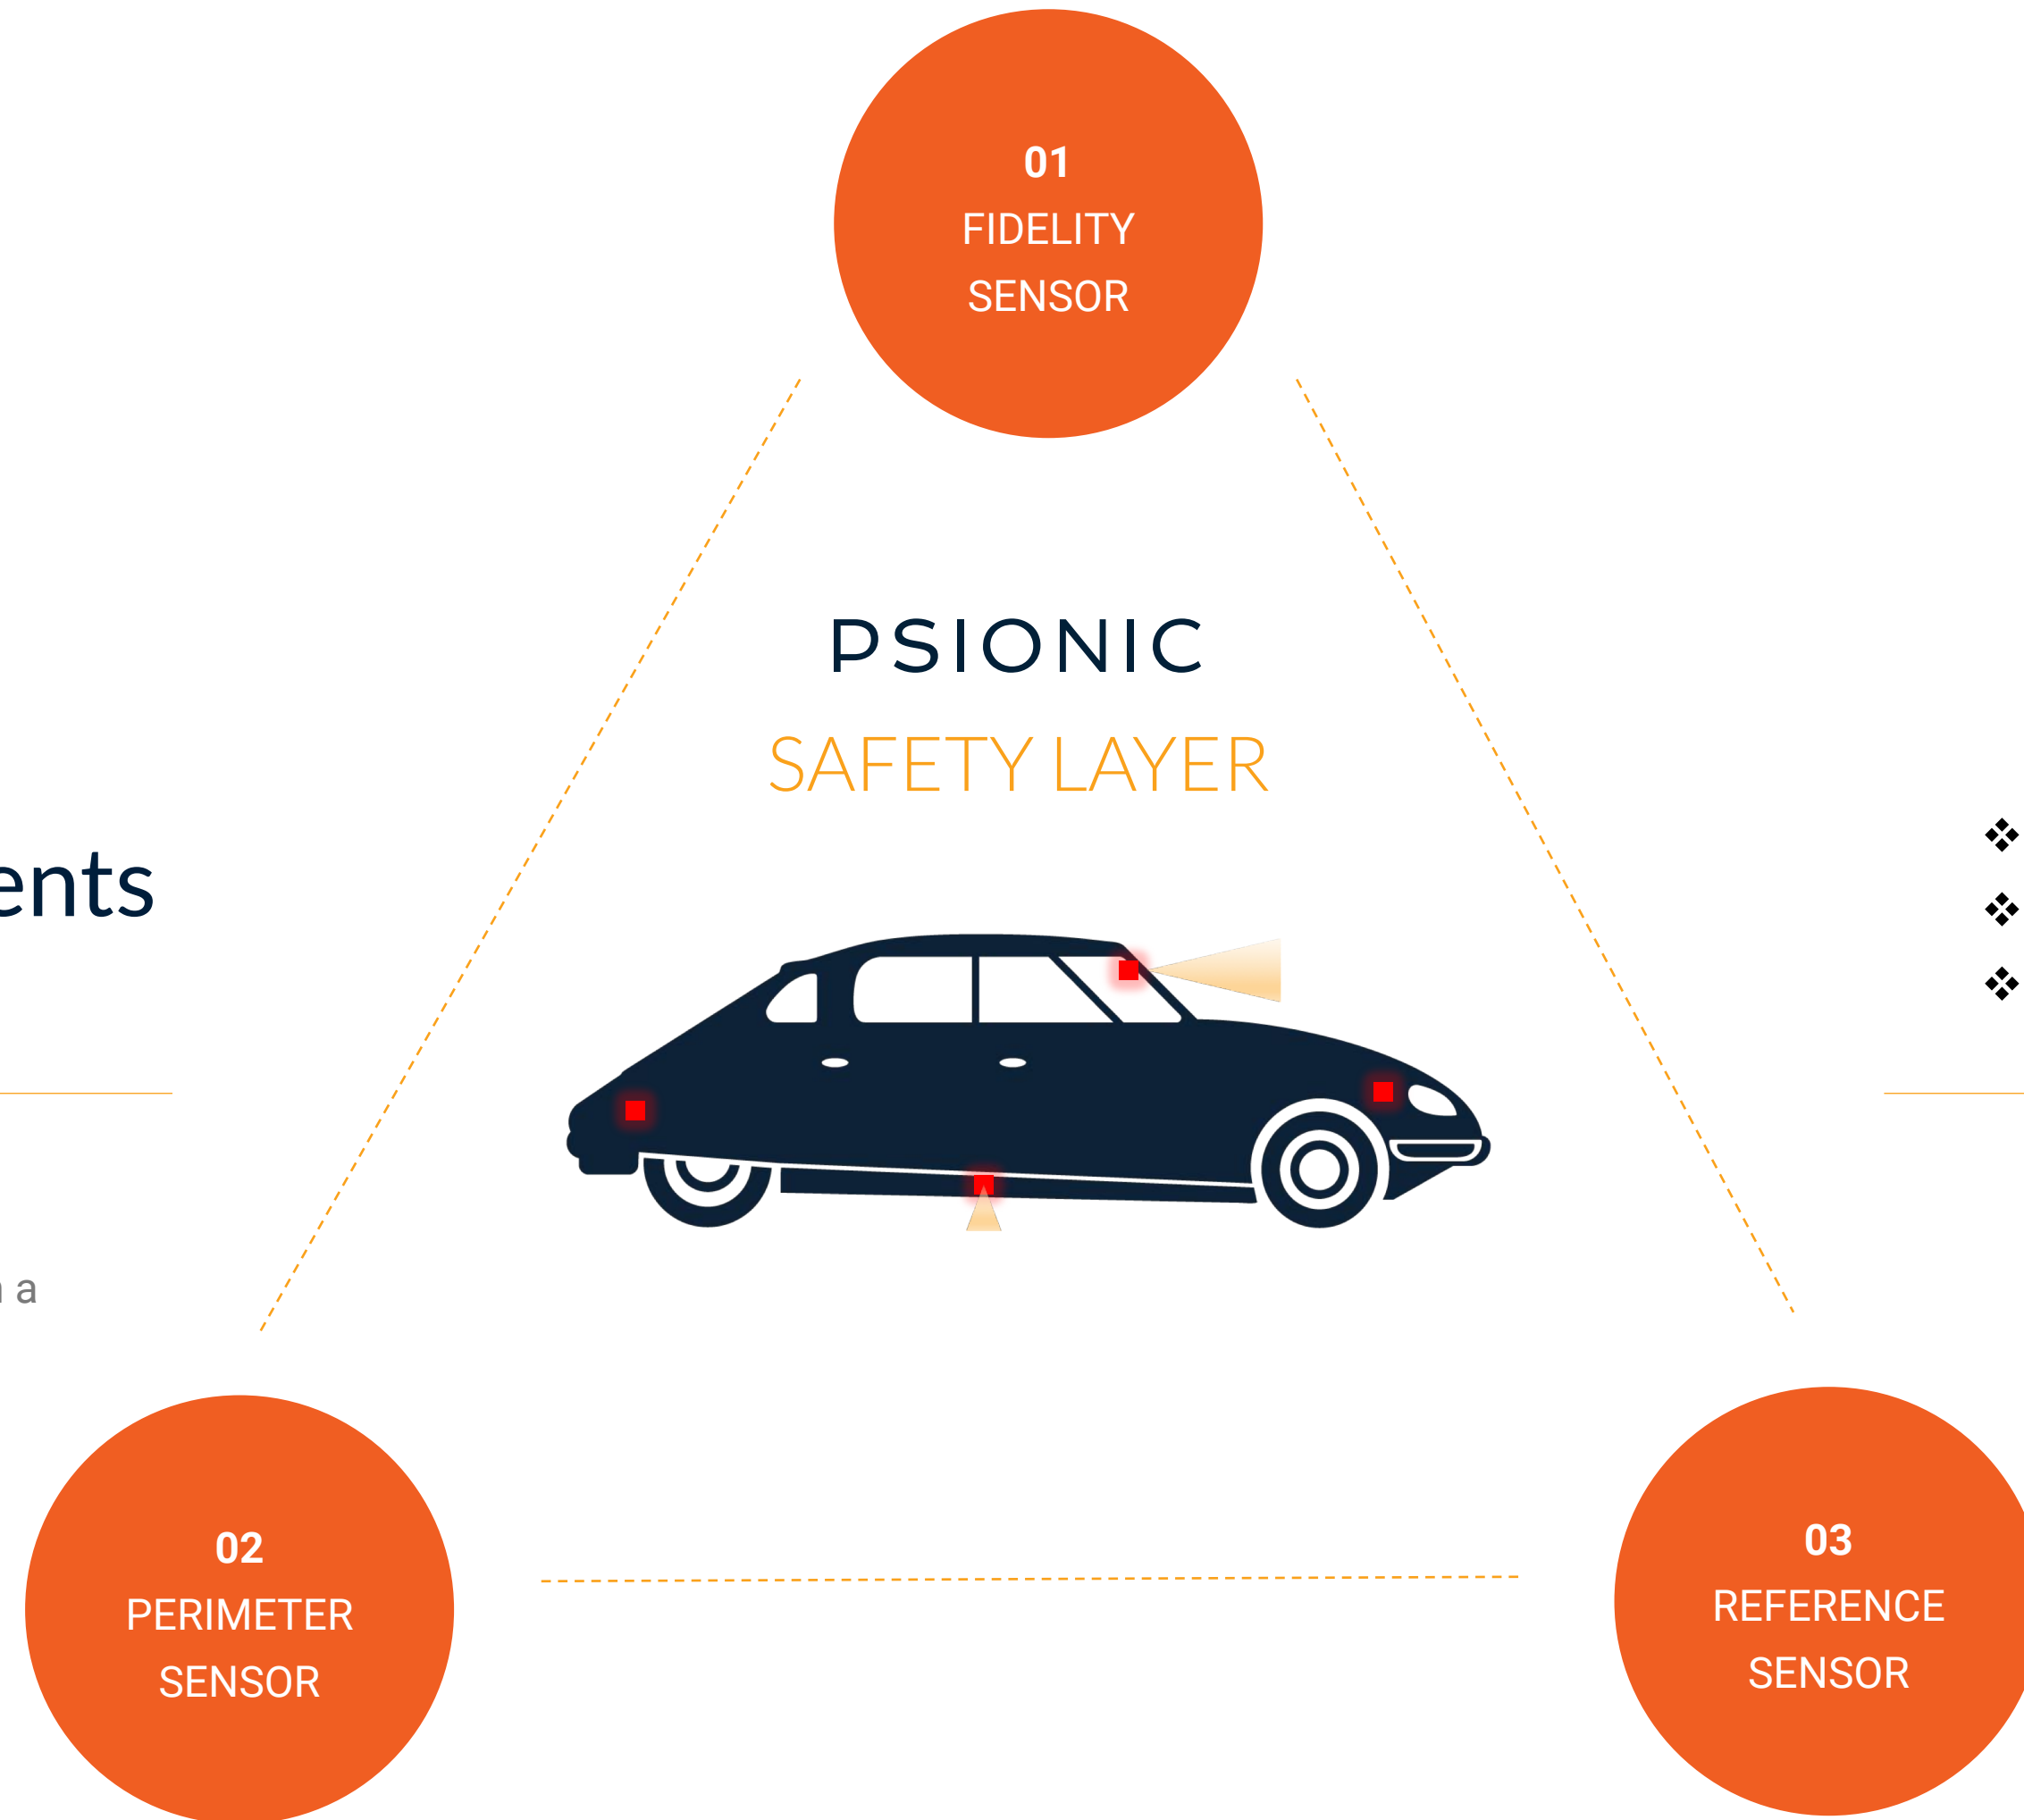 01
FIDELITY
SENSOR
PSIONIC
SAFETY LAYER
ents
a
02
PERIMETER
SENSOR
03
REFERENCE
SENSOR